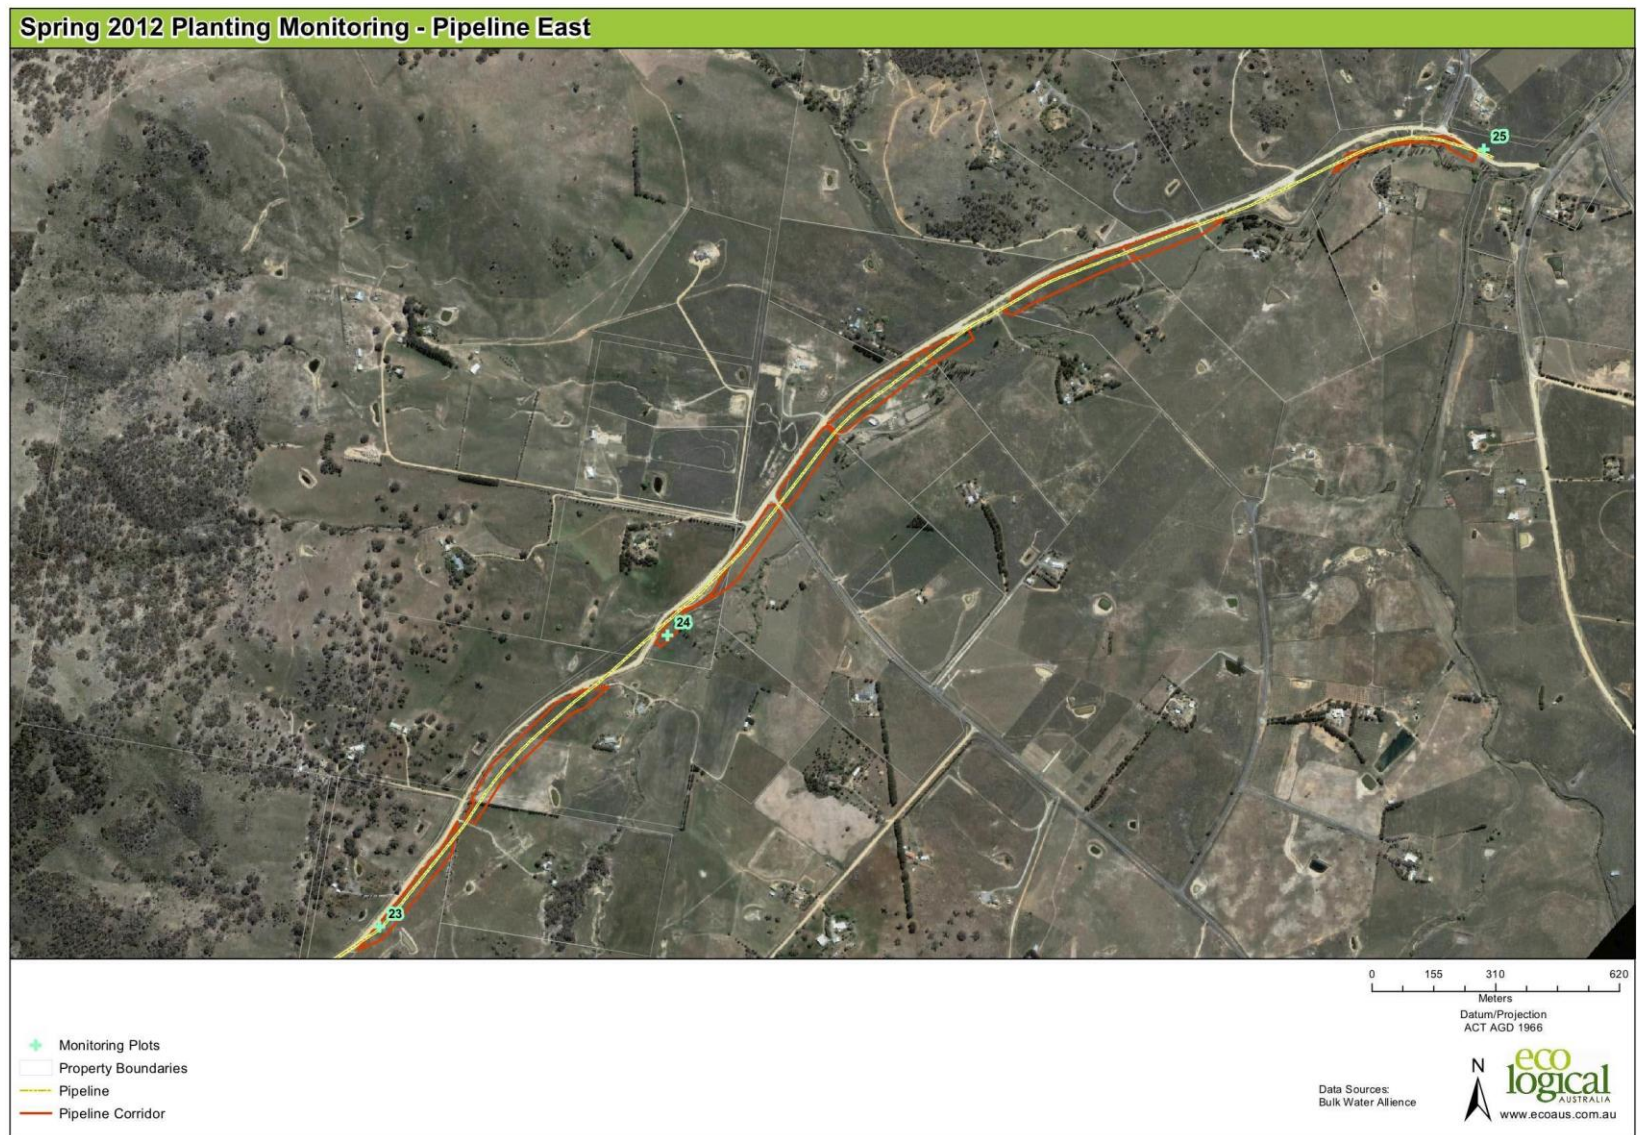 Spring 2012 Planting Monitoring - Pipeline East
25
24
23
0 155 310 620
Meters
Datum/Projection
ACT AGD 1966
Monitoring Plots
Property Boundaries
Pipeline
Pipeline Corridor
Data Sources:
Bulk Water Allience
N
eco
logical
AUSTRALIA
www.ecoaus.com.au